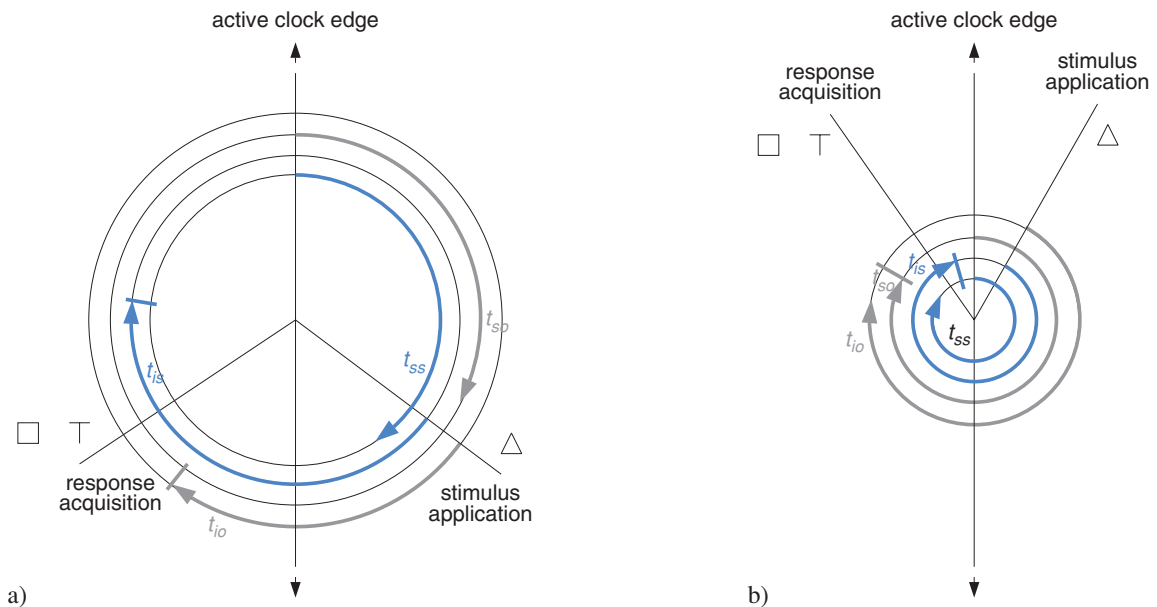 active clock edge
t_so
t_ss
t_is
□ ⊤
△
response
acquisition
stimulus
application
t_io
a)
active clock edge
response
acquisition
stimulus
application
□ ⊤
△
t_is
t_so
t_io
t_ss
b)